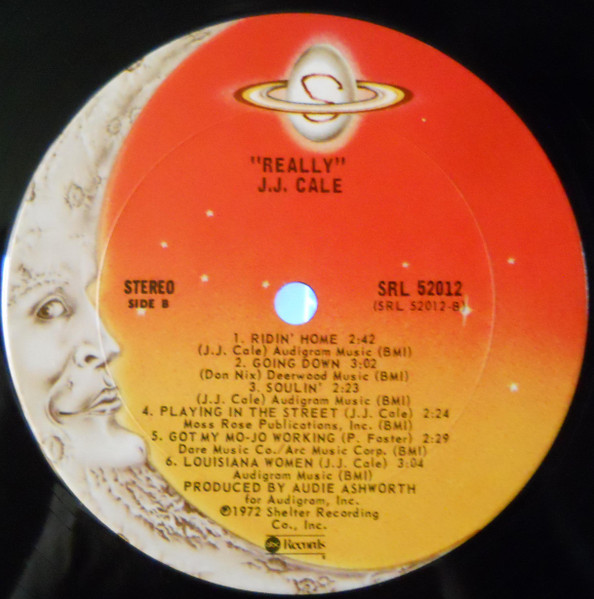 S
"REALLY"
J.J. CALE
STEREO
SIDE B
SRL 52012
(SRL 52012-B)
1. RIDIN' HOME 2:42
(J.J. Cale) Audigram Music (BMI)
2. GOING DOWN 3:02
(Don Nix) Deerwood Music (BMI)
3. SOULIN' 2:23
(J.J. Cale) Audigram Music (BMI)
4. PLAYING IN THE STREET (J.J. Cale) 2:24
Moss Rose Publications, Inc. (BMI)
5. GOT MY MO-JO WORKING (P. Foster) 2:29
Dare Music Co./Arc Music Corp. (BMI)
6. LOUISIANA WOMEN (J.J. Cale) 3:04
Audigram Music (BMI)
PRODUCED BY AUDIE ASHWORTH
for Audigram, Inc.
℗1972 Shelter Recording
Co., Inc.
abc Records